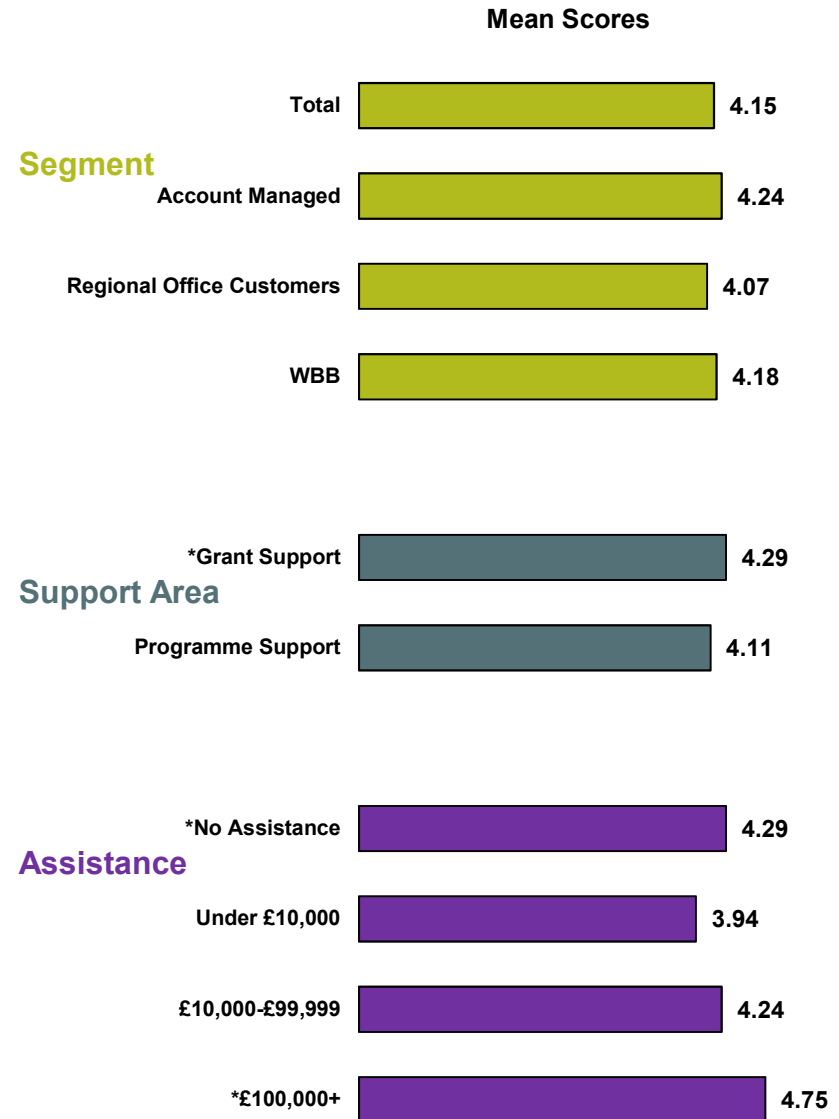 Mean Scores
Total 4.15
Segment
Account Managed 4.24
Regional Office Customers 4.07
WBB 4.18
*Grant Support 4.29
Support Area
Programme Support 4.11
*No Assistance 4.29
Assistance
Under £10,000 3.94
£10,000-£99,999 4.24
*£100,000+ 4.75